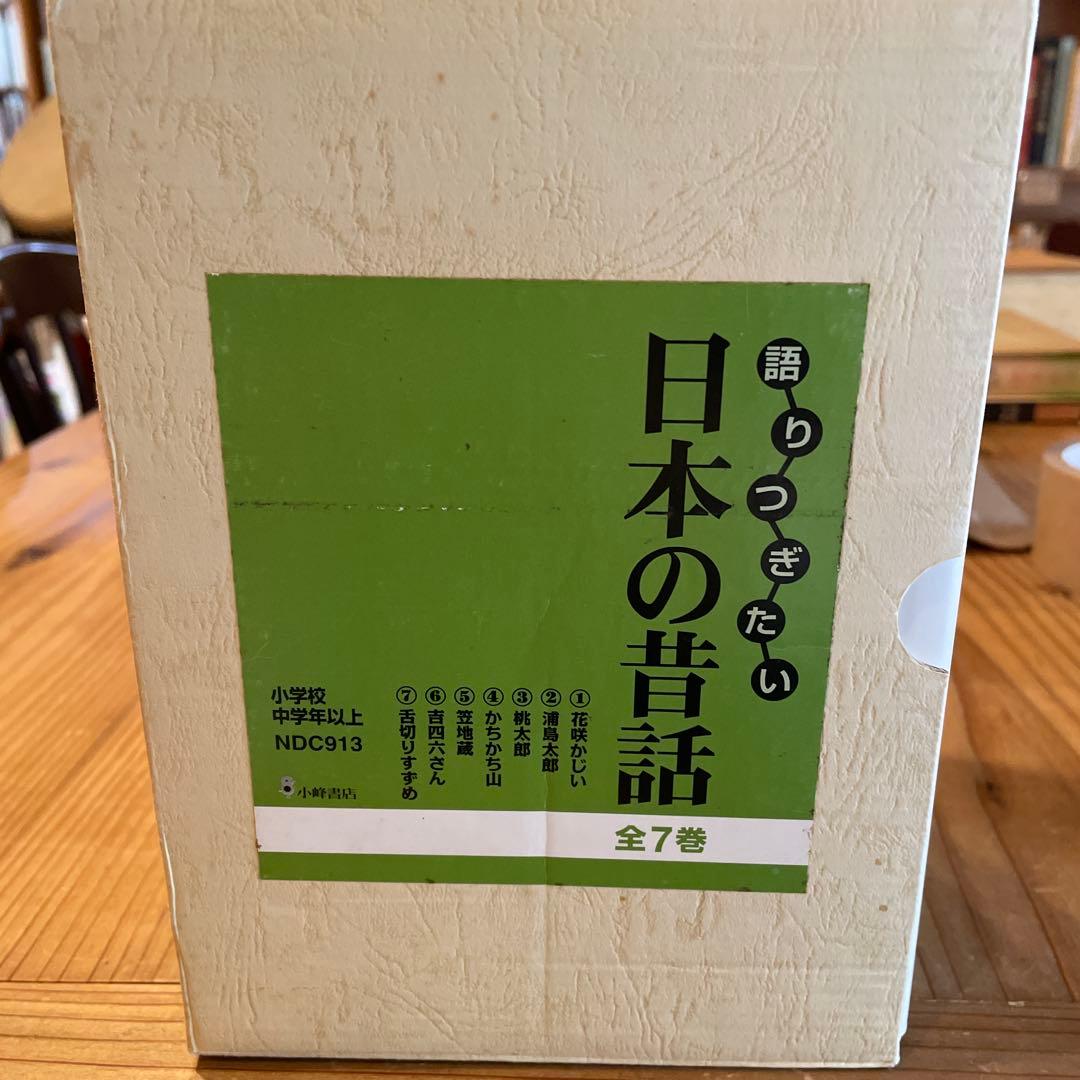 語りつぎたい
日本の昔話
①花咲かじい
②浦島太郎
③桃太郎
④かちかち山
⑤笠地蔵
⑥吉四六さん
⑦舌切りすずめ
小学校
中学年以上
NDC913
小峰書店
全7巻